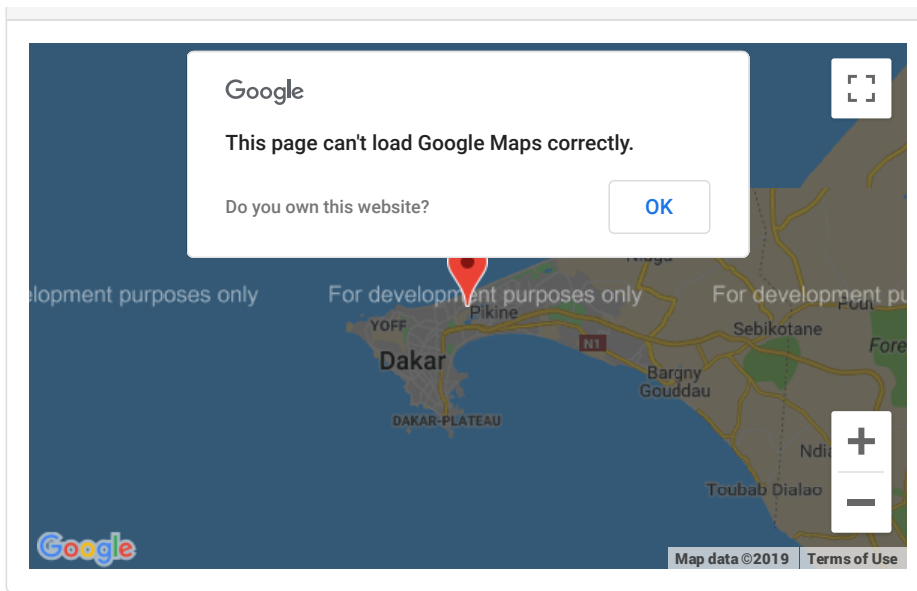 Google
This page can't load Google Maps correctly.
Do you own this website?
OK
Niaga
elopment purposes only
For development purposes only
For development pu
Pikine
Pout
YOFF
Sebikotane
N1
Fore
Dakar
Bargny
Gouddau
DAKAR-PLATEAU
Ndia
Toubab Dialao
Google
Map data ©2019
Terms of Use